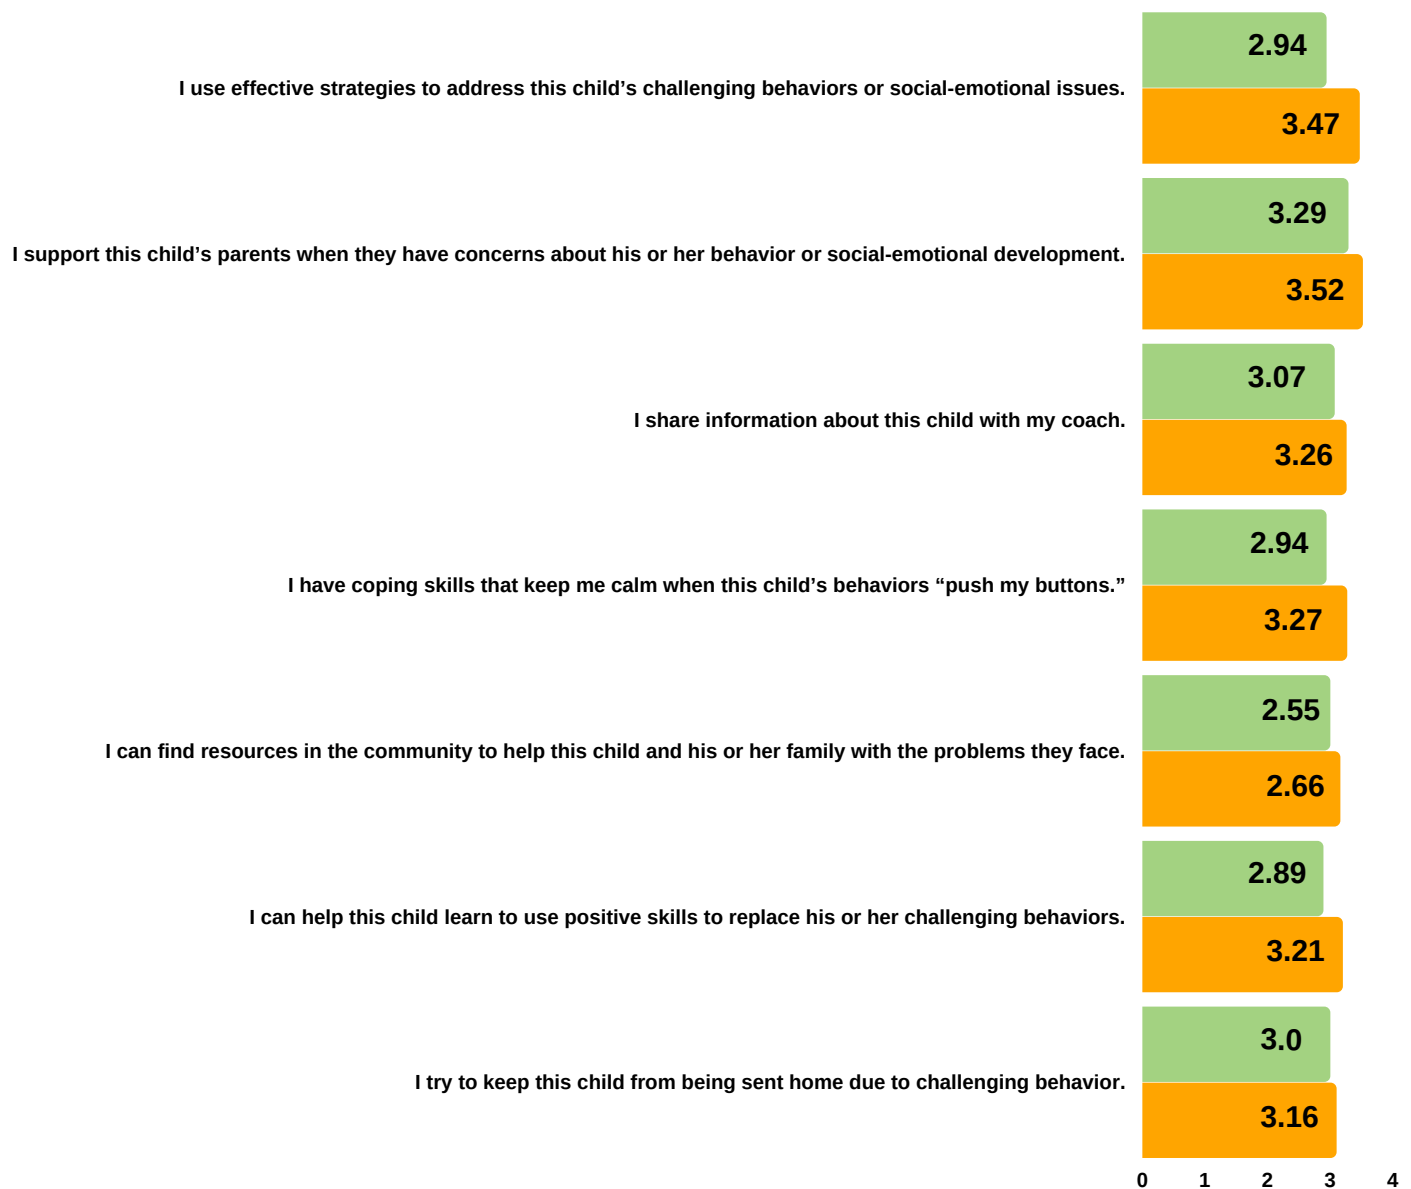 2.94
I use effective strategies to address this child’s challenging behaviors or social-emotional issues.
3.47
3.29
I support this child’s parents when they have concerns about his or her behavior or social-emotional development.
3.52
3.07
I share information about this child with my coach.
3.26
2.94
I have coping skills that keep me calm when this child’s behaviors “push my buttons.”
3.27
2.55
I can find resources in the community to help this child and his or her family with the problems they face.
2.66
2.89
I can help this child learn to use positive skills to replace his or her challenging behaviors.
3.21
3.0
I try to keep this child from being sent home due to challenging behavior.
3.16
0 1 2 3 4